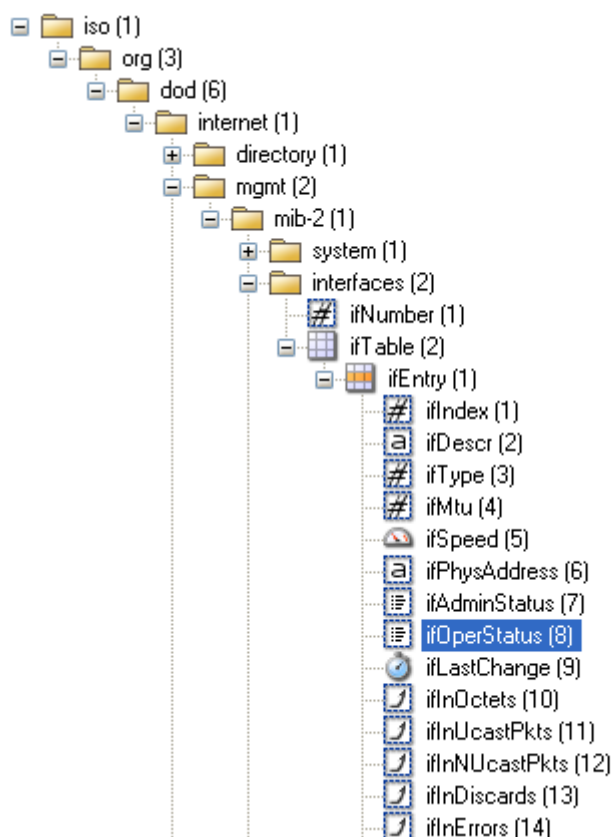 iso (1)
org (3)
dod (6)
internet (1)
directory (1)
mgmt (2)
mib-2 (1)
system (1)
interfaces (2)
ifNumber (1)
ifTable (2)
ifEntry (1)
ifIndex (1)
ifDescr (2)
ifType (3)
ifMtu (4)
ifSpeed (5)
ifPhysAddress (6)
ifAdminStatus (7)
ifOperStatus (8)
ifLastChange (9)
ifInOctets (10)
ifInUcastPkts (11)
ifInNUcastPkts (12)
ifInDiscards (13)
ifInErrors (14)